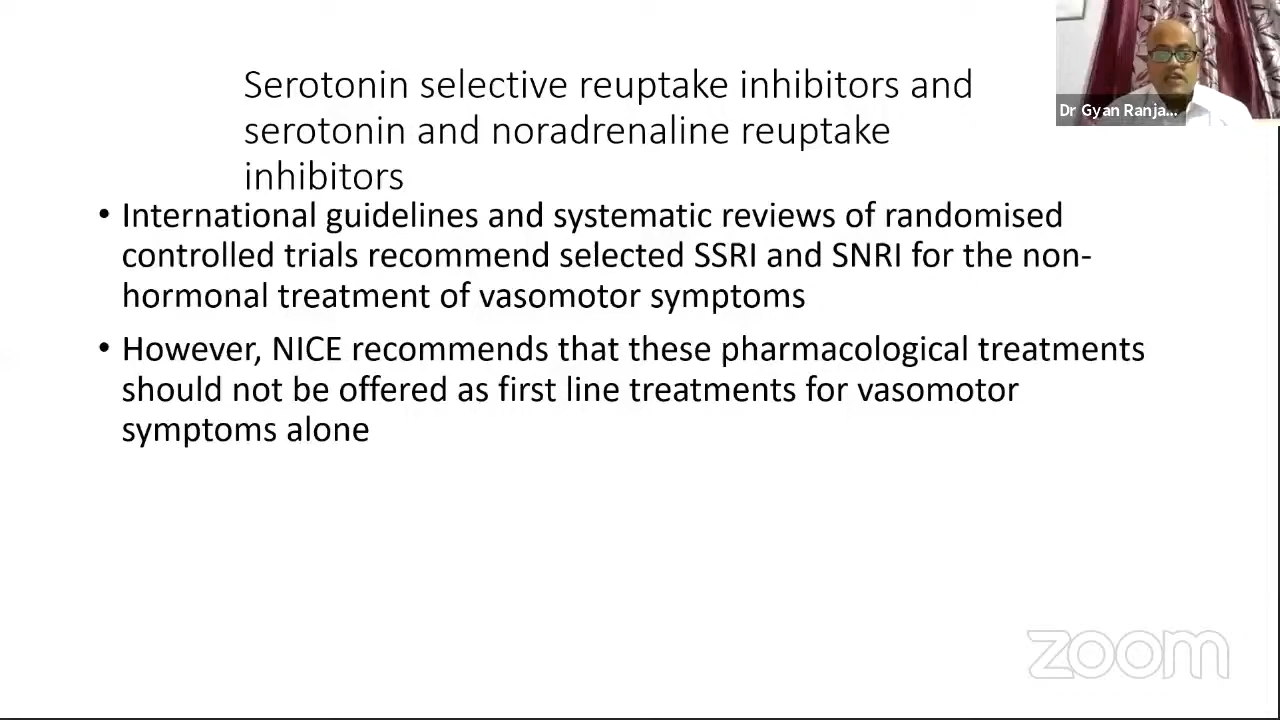 Serotonin selective reuptake inhibitors and
serotonin and noradrenaline reuptake
inhibitors
• International guidelines and systematic reviews of randomised
controlled trials recommend selected SSRI and SNRI for the non-
hormonal treatment of vasomotor symptoms
• However, NICE recommends that these pharmacological treatments
should not be offered as first line treatments for vasomotor
symptoms alone
Dr Gyan Ranja...
zoom